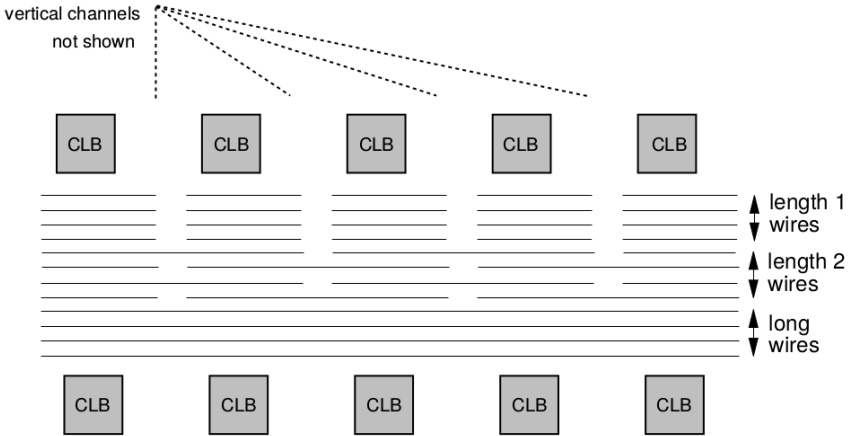 vertical channels
not shown
CLB CLB CLB CLB CLB
length 1
wires
length 2
wires
long
wires
CLB CLB CLB CLB CLB